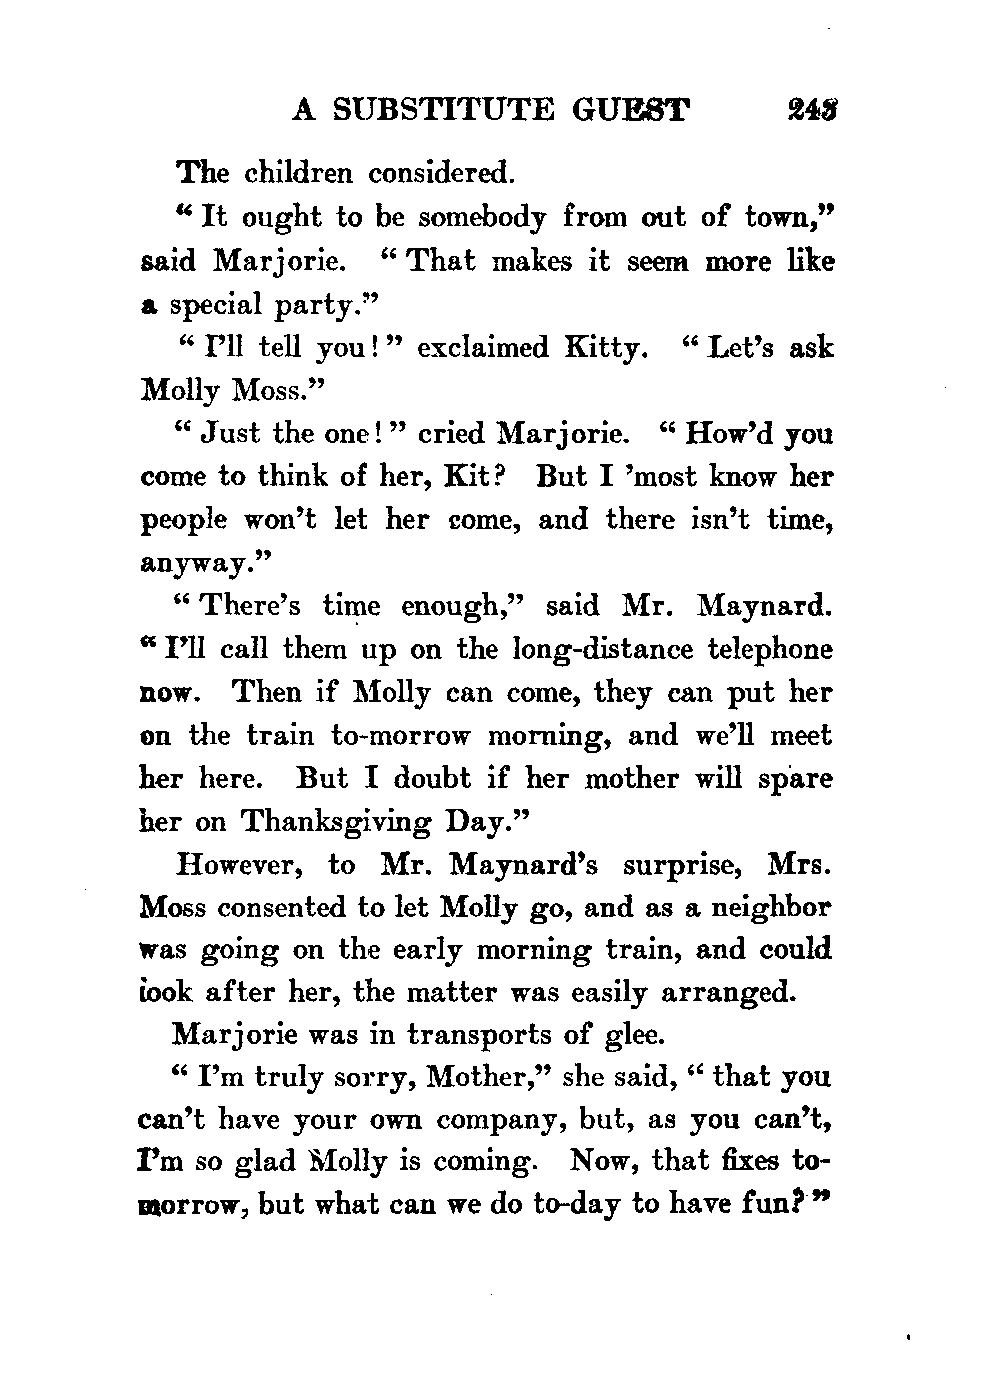 A SUBSTITUTE GUEST 243
The children considered.
“ It ought to be somebody from out of town,”
said Marjorie. “ That makes it seem more like
a special party.”
“ I’ll tell you! ” exclaimed Kitty. “ Let’s ask
Molly Moss.”
“ Just the one! ” cried Marjorie. “ How’d you
come to think of her, Kit? But I ’most know her
people won’t let her come, and there isn’t time,
anyway.”
“ There’s time enough,” said Mr. Maynard.
“ I’ll call them up on the long-distance telephone
now. Then if Molly can come, they can put her
on the train to-morrow morning, and we’ll meet
her here. But I doubt if her mother will spare
her on Thanksgiving Day.”
However, to Mr. Maynard’s surprise, Mrs.
Moss consented to let Molly go, and as a neighbor
was going on the early morning train, and could
look after her, the matter was easily arranged.
Marjorie was in transports of glee.
“ I’m truly sorry, Mother,” she said, “ that you
can’t have your own company, but, as you can’t,
I’m so glad Molly is coming. Now, that fixes to-
morrow, but what can we do to-day to have fun? ”